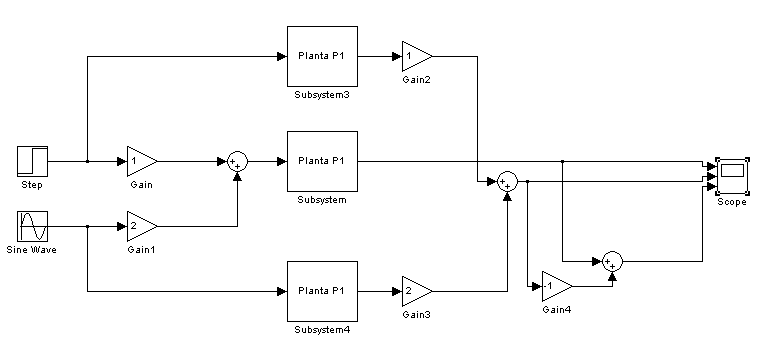 Planta P1
1
Subsystem3
Gain2
1
Planta P1
Step
Gain
Subsystem
Scope
2
Sine Wave
Gain1
Planta P1
2
-1
Subsystem4
Gain3
Gain4